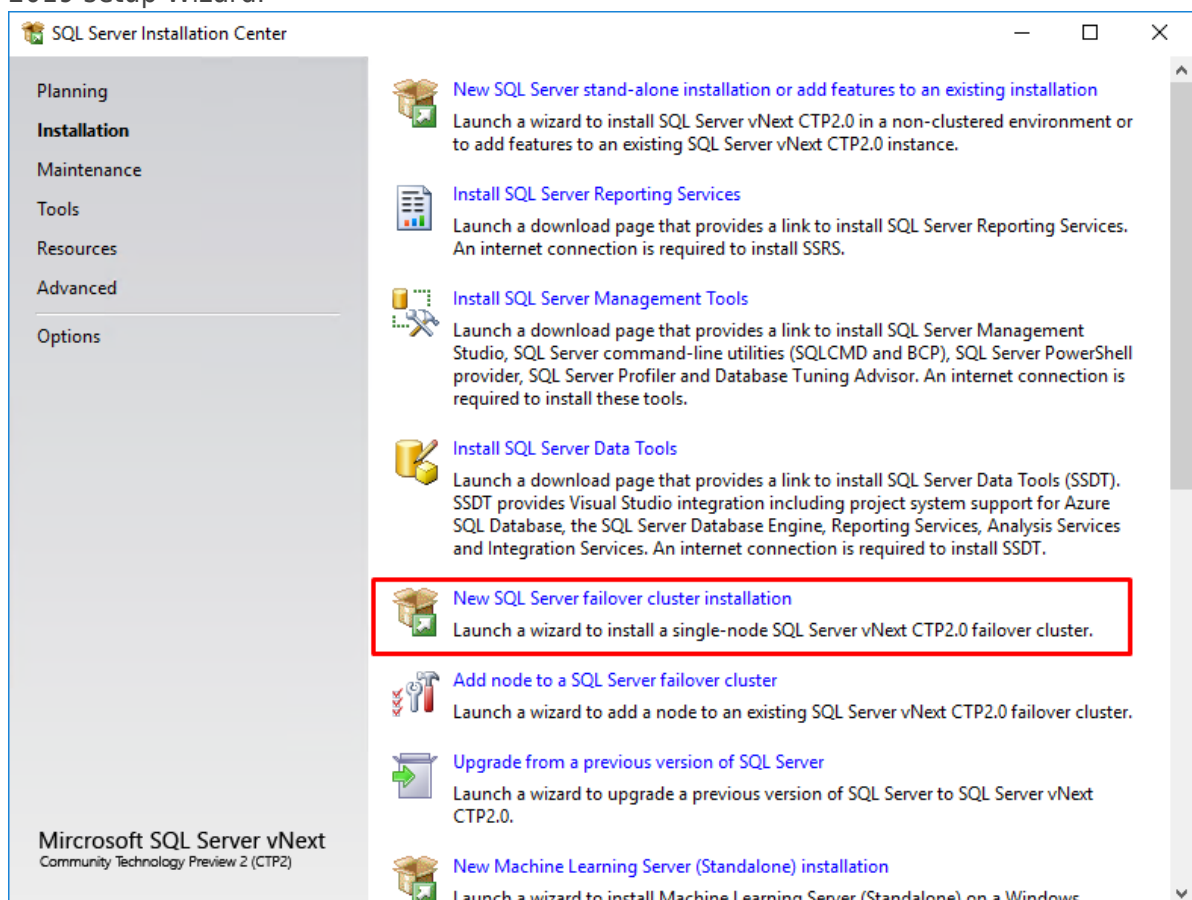 2019 Setup Wizard.
SQL Server Installation Center
Planning
Installation
Maintenance
Tools
Resources
Advanced
Options
Mircrosoft SQL Server vNext
Community Technology Preview 2 (CTP2)
New SQL Server stand-alone installation or add features to an existing installation
Launch a wizard to install SQL Server vNext CTP2.0 in a non-clustered environment or
to add features to an existing SQL Server vNext CTP2.0 instance.
Install SQL Server Reporting Services
Launch a download page that provides a link to install SQL Server Reporting Services.
An internet connection is required to install SSRS.
Install SQL Server Management Tools
Launch a download page that provides a link to install SQL Server Management
Studio, SQL Server command-line utilities (SQLCMD and BCP), SQL Server PowerShell
provider, SQL Server Profiler and Database Tuning Advisor. An internet connection is
required to install these tools.
Install SQL Server Data Tools
Launch a download page that provides a link to install SQL Server Data Tools (SSDT).
SSDT provides Visual Studio integration including project system support for Azure
SQL Database, the SQL Server Database Engine, Reporting Services, Analysis Services
and Integration Services. An internet connection is required to install SSDT.
New SQL Server failover cluster installation
Launch a wizard to install a single-node SQL Server vNext CTP2.0 failover cluster.
Add node to a SQL Server failover cluster
Launch a wizard to add a node to an existing SQL Server vNext CTP2.0 failover cluster.
Upgrade from a previous version of SQL Server
Launch a wizard to upgrade a previous version of SQL Server to SQL Server vNext
CTP2.0.
New Machine Learning Server (Standalone) installation
Launch a wizard to install Machine Learning Server (Standalone) on a Windows